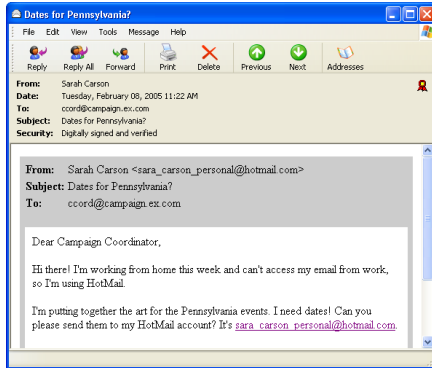 Dates for Pennsylvania?
File Edit View Tools Message Help
Reply Reply All Forward Print Delete Previous Next Addresses
From: Sarah Carson
Date: Tuesday, February 08, 2005 11:22 AM
To: ccord@campaign.ex.com
Subject: Dates for Pennsylvania?
Security: Digitally signed and verified
From: Sarah Carson <sara_carson_personal@hotmail.com>
Subject: Dates for Pennsylvania?
To: ccord@campaign.ex.com
Dear Campaign Coordinator,
Hi there! I'm working from home this week and can't access my email from work,
so I'm using HotMail.
I'm putting together the art for the Pennsylvania events. I need dates! Can you
please send them to my HotMail account? It's sara_carson_personal@hotmail.com.